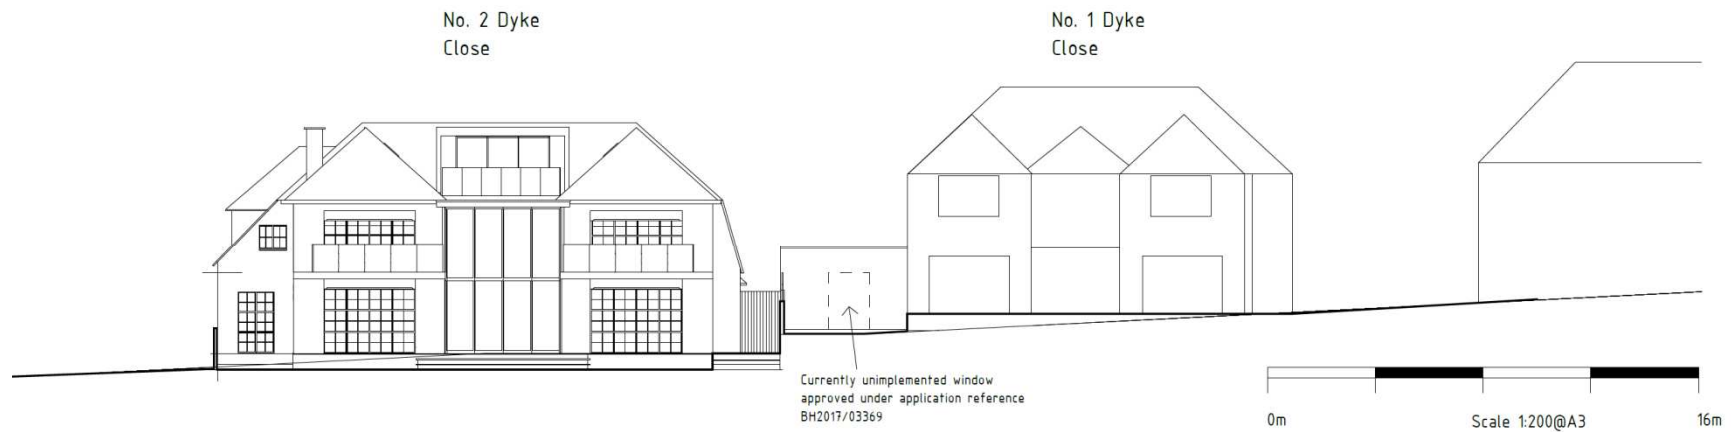 No. 2 Dyke
Close
No. 1 Dyke
Close
Currently unimplemented window
approved under application reference
BH2017/03369
0m
Scale 1:200@A3
16m